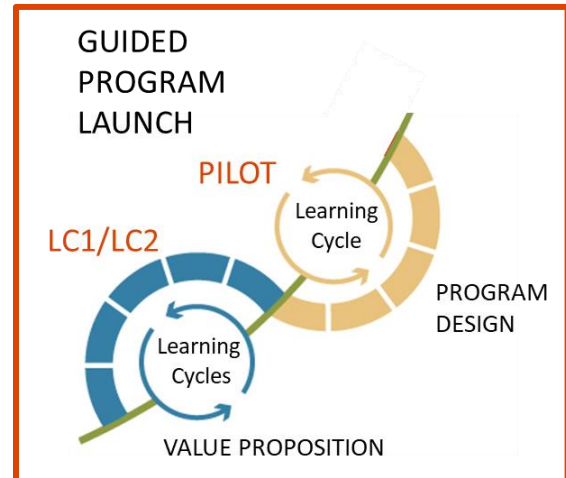 GUIDED
PROGRAM
LAUNCH
PILOT
Learning
Cycle
LC1/LC2
PROGRAM
DESIGN
Learning
Cycles
VALUE PROPOSITION